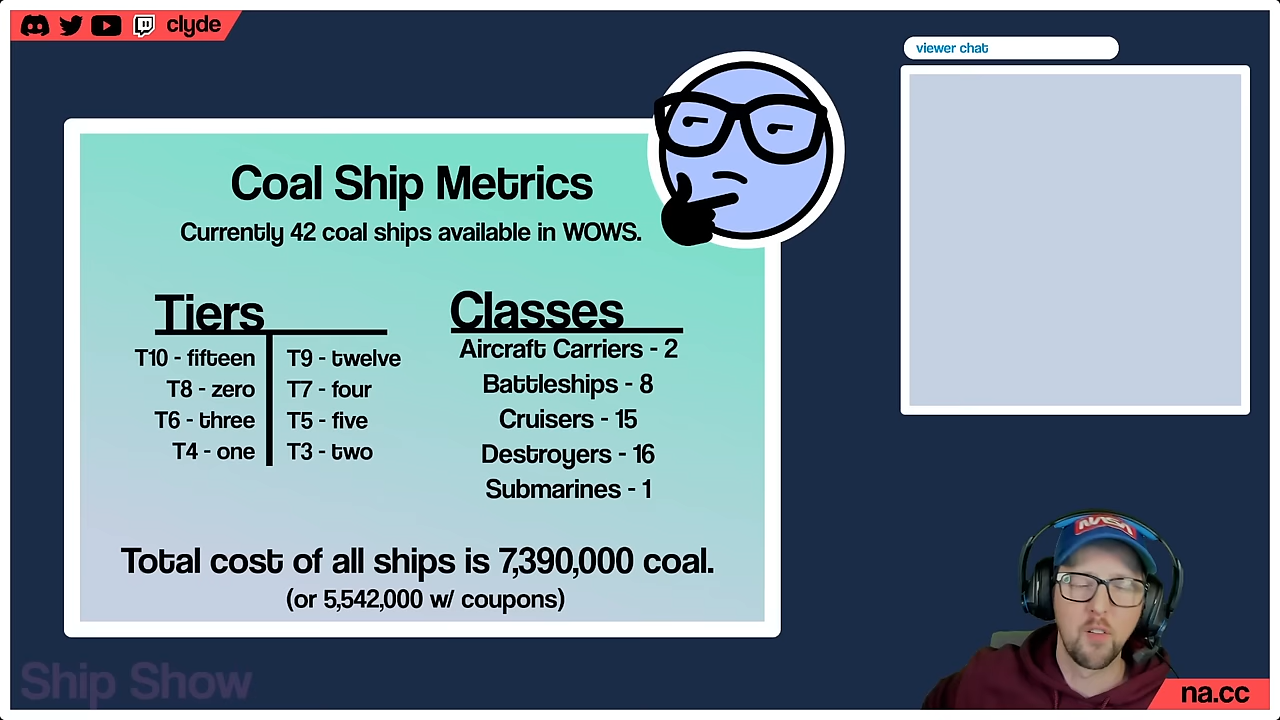 clyde
viewer chat
Coal Ship Metrics
Currently 42 coal ships available in WOWS.
Tiers
T10 - fifteen
T9 - twelve
T8 - zero
T7 - four
T6 - three
T5 - five
T4 - one
T3 - two
Classes
Aircraft Carriers - 2
Battleships - 8
Cruisers - 15
Destroyers - 16
Submarines - 1
Total cost of all ships is 7,390,000 coal.
(or 5,542,000 w/ coupons)
NASA
Ship Show
na.cc